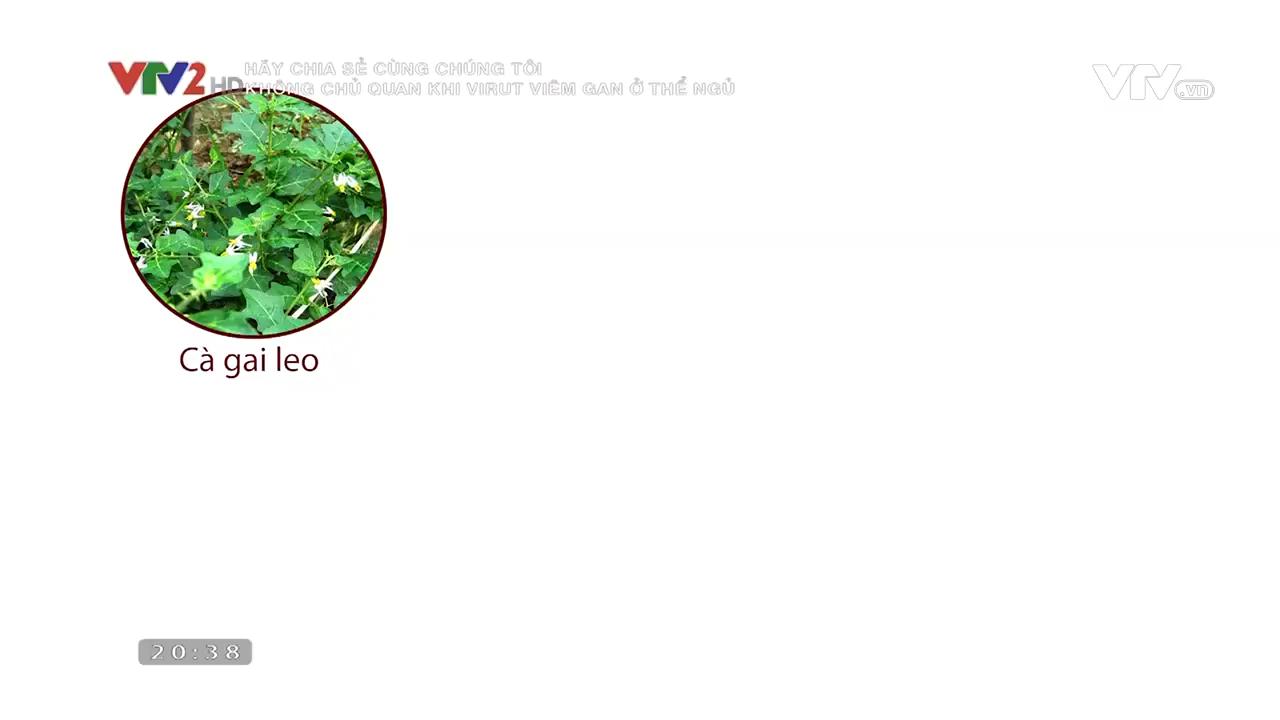 VTV2 HD
HÃY CHIA SẺ CÙNG CHÚNG TÔI
KHÔNG CHỦ QUAN KHI VIRUT VIÊM GAN Ở THỂ NGỦ
VTV.vn
Cà gai leo
20:38